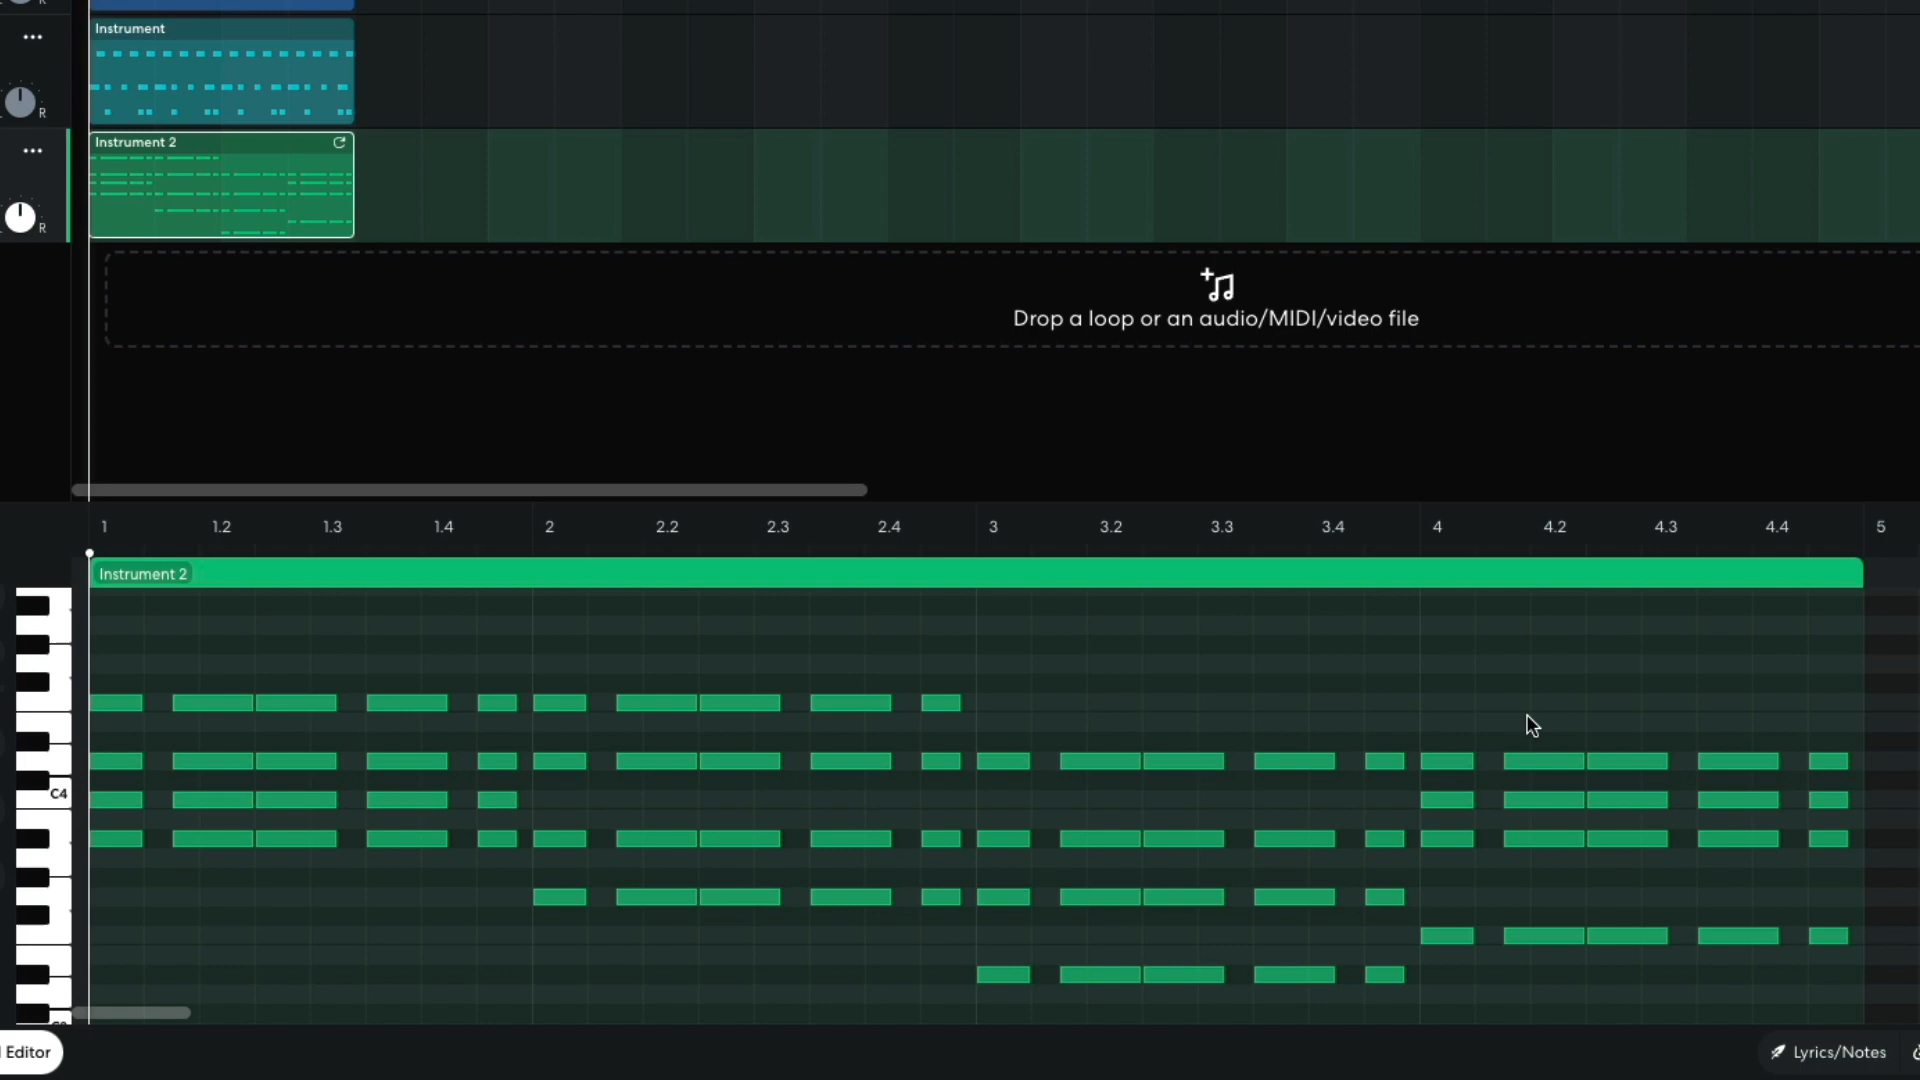 Instrument
R
Instrument 2
R
Drop a loop or an audio/MIDI/video file
1 1.2 1.3 1.4 2 2.2 2.3 2.4 3 3.2 3.3 3.4 4 4.2 4.3 4.4 5
Instrument 2
C4
Editor
Lyrics/Notes